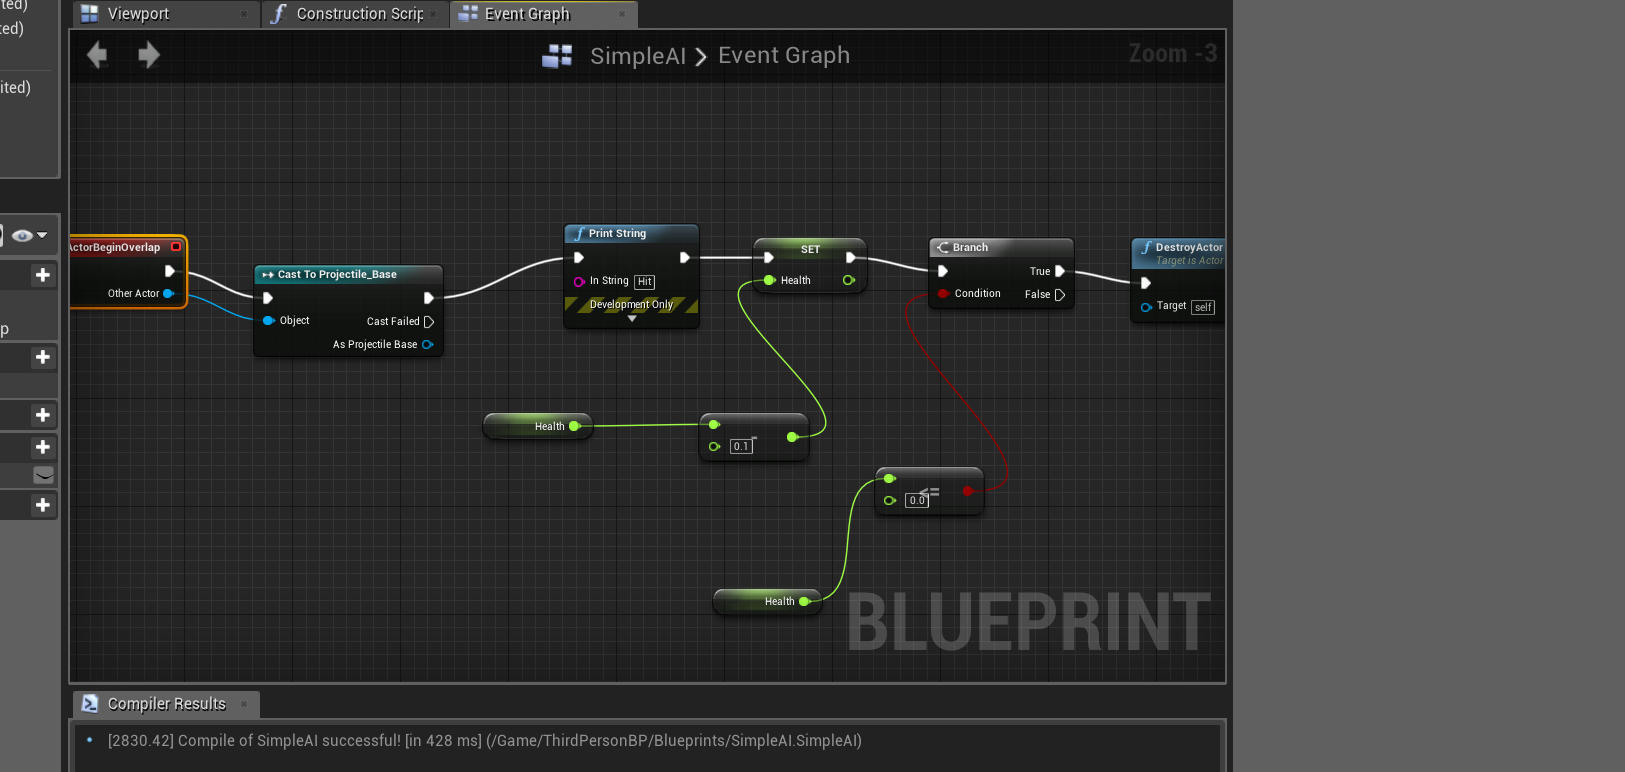 ted)
ted)
ited)
p
Viewport
Construction Scrip
Event Graph
SimpleAI > Event Graph
Zoom -3
ActorBeginOverlap
Other Actor
Cast To Projectile_Base
Object
Cast Failed
As Projectile Base
Print String
In String Hit
Development Only
SET
Health
Branch
True
Condition
False
DestroyActor
Target is Actor
Target self
Health
-
0.1
<=
0.0
Health
BLUEPRINT
Compiler Results
[2830.42] Compile of SimpleAI successful! [in 428 ms] (/Game/ThirdPersonBP/Blueprints/SimpleAI.SimpleAI)